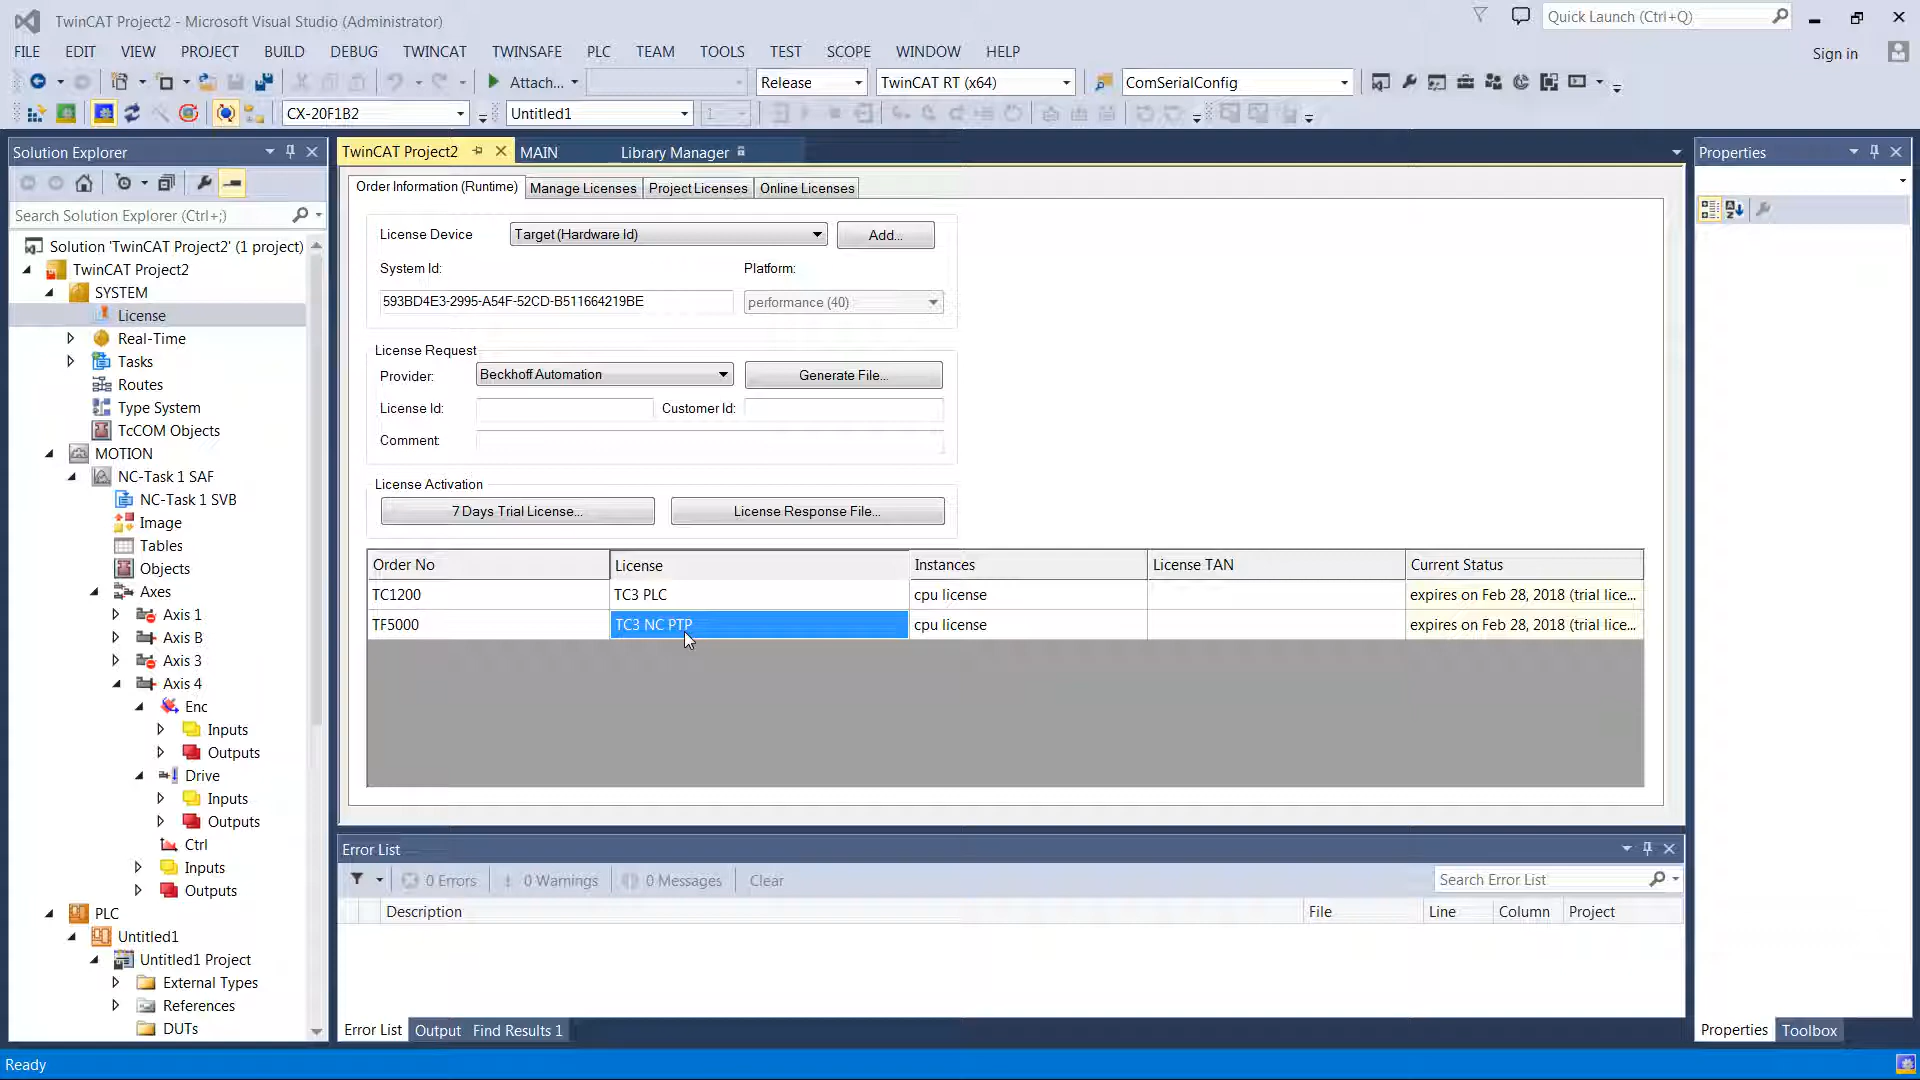 TwinCAT Project2 - Microsoft Visual Studio (Administrator)
Quick Launch (Ctrl+Q)
FILE EDIT VIEW PROJECT BUILD DEBUG TWINCAT TWINSAFE PLC TEAM TOOLS TEST SCOPE WINDOW HELP
Sign in
Attach... Release TwinCAT RT (x64) ComSerialConfig
CX-20F1B2 Untitled1 1
Solution Explorer
Search Solution Explorer (Ctrl+;)
Solution 'TwinCAT Project2' (1 project)
TwinCAT Project2
SYSTEM
License
Real-Time
Tasks
Routes
Type System
TcCOM Objects
MOTION
NC-Task 1 SAF
NC-Task 1 SVB
Image
Tables
Objects
Axes
Axis 1
Axis B
Axis 3
Axis 4
Enc
Inputs
Outputs
Drive
Inputs
Outputs
Ctrl
Inputs
Outputs
PLC
Untitled1
Untitled1 Project
External Types
References
DUTs
TwinCAT Project2 MAIN Library Manager
Order Information (Runtime) Manage Licenses Project Licenses Online Licenses
License Device Target (Hardware Id) Add...
System Id: Platform:
593BD4E3-2995-A54F-52CD-B511664219BE performance (40)
License Request
Provider: Beckhoff Automation Generate File...
License Id: Customer Id:
Comment:
License Activation
7 Days Trial License... License Response File...
Order No License Instances License TAN Current Status
TC1200 TC3 PLC cpu license expires on Feb 28, 2018 (trial lice...
TF5000 TC3 NC PTP cpu license expires on Feb 28, 2018 (trial lice...
Error List
0 Errors 0 Warnings 0 Messages Clear Search Error List
Description File Line Column Project
Error List Output Find Results 1
Properties
Properties Toolbox
Ready